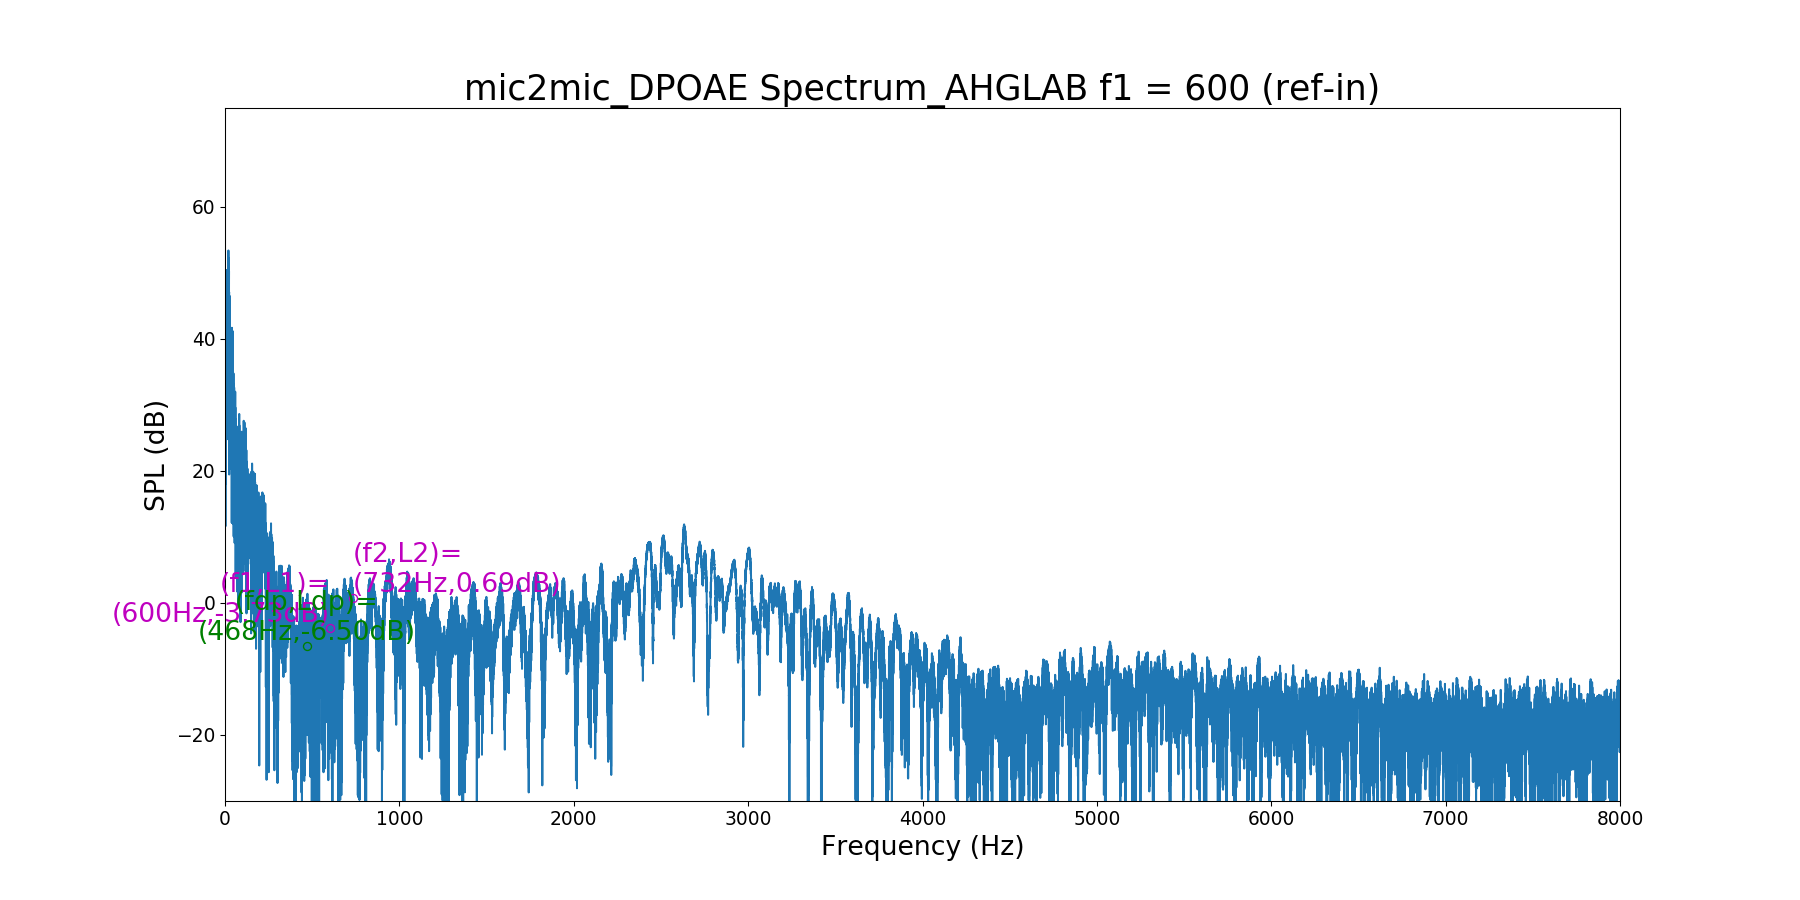 mic2mic_DPOAE Spectrum_AHGLAB f1 = 600 (ref-in)
SPL (dB)
60
40
20
0
−20
(f2,L2)=
(732Hz,0.69dB)
(f1,L1)=
(fdp,Ldp)=
(468Hz,-6.50dB)
0 1000 2000 3000 4000 5000 6000 7000 8000
Frequency (Hz)